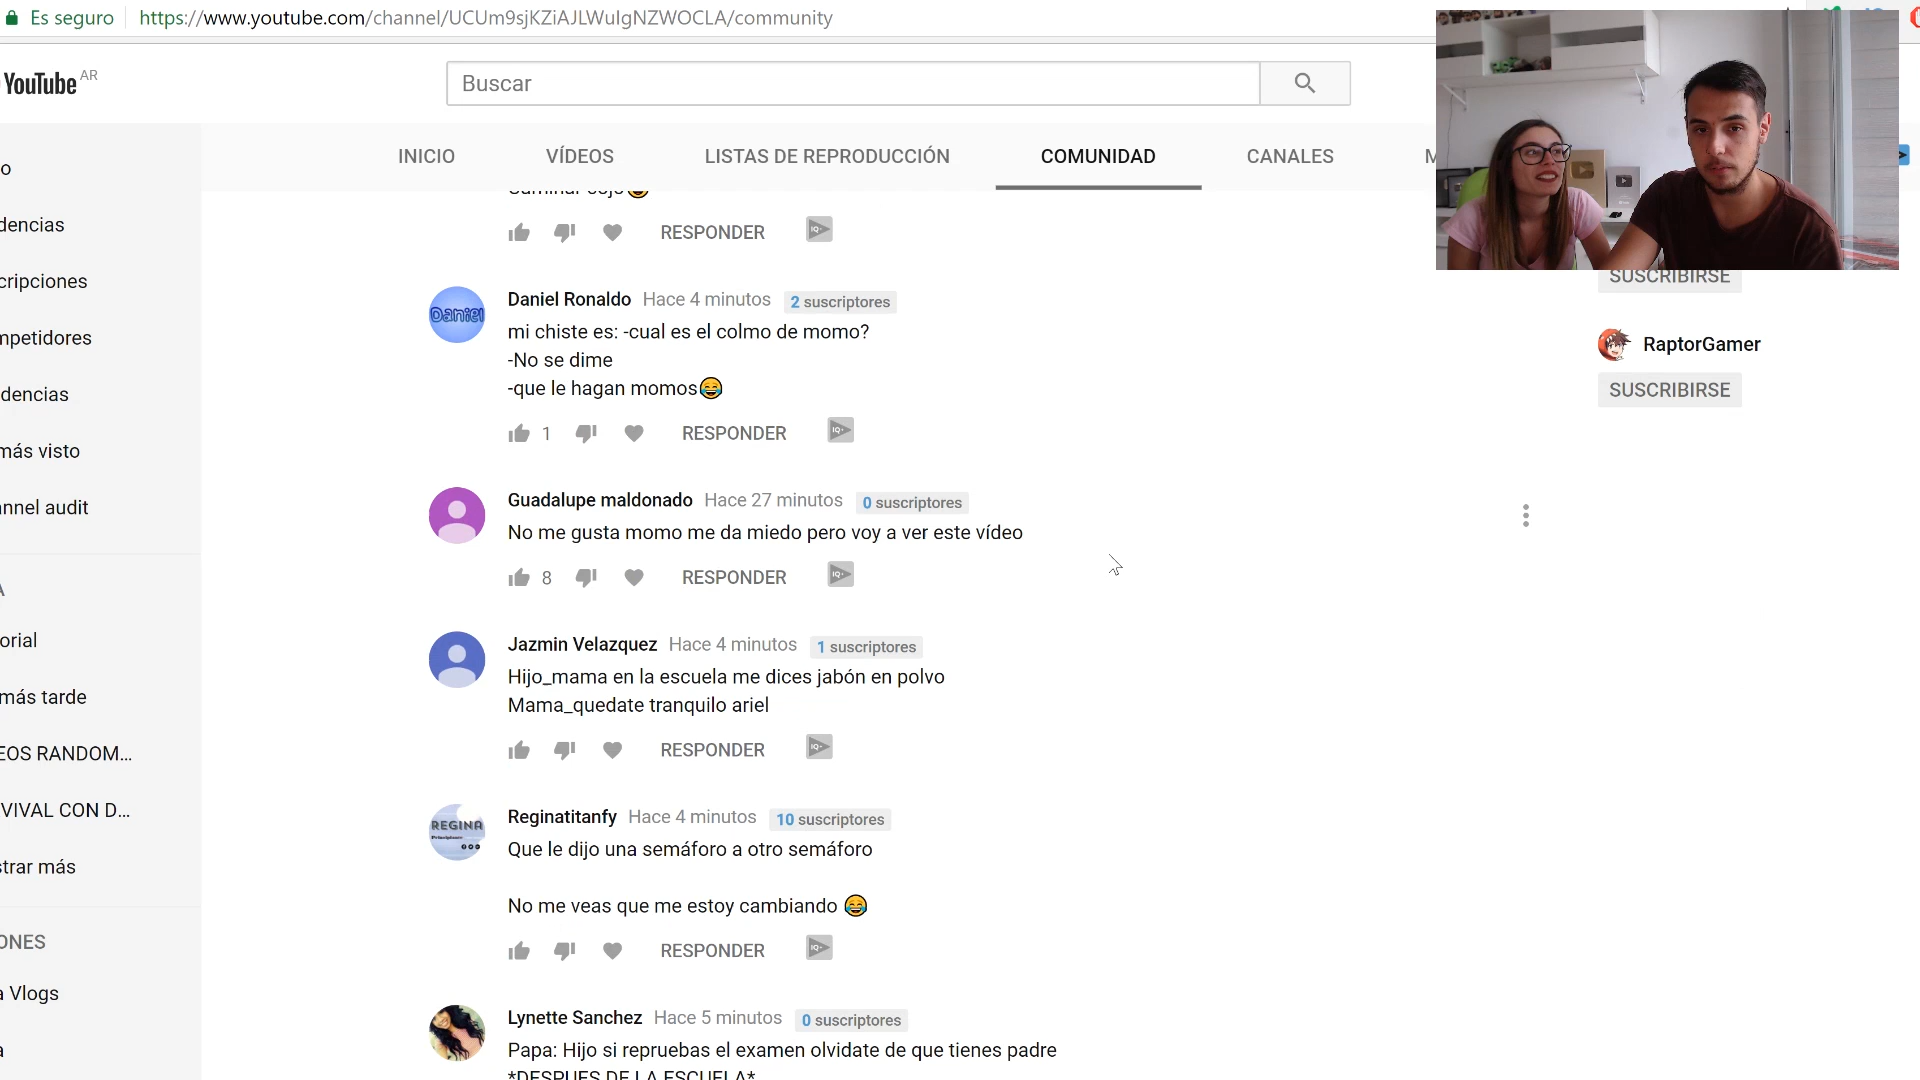 Es seguro
https://www.youtube.com/channel/UCUm9sjKZiAJLWuIgNZWOCLA/community
YouTube AR
Buscar
INICIO VÍDEOS LISTAS DE REPRODUCCIÓN COMUNIDAD CANALES M
o
dencias
cripciones
mpetidores
dencias
más visto
annel audit
A
orial
más tarde
EOS RANDOM...
VIVAL CON D...
strar más
ONES
a Vlogs
a
RESPONDER
Daniel Ronaldo Hace 4 minutos 2 suscriptores
mi chiste es: -cual es el colmo de momo?
-No se dime
-que le hagan momos😂
1 RESPONDER
Guadalupe maldonado Hace 27 minutos 0 suscriptores
No me gusta momo me da miedo pero voy a ver este vídeo
8 RESPONDER
Jazmin Velazquez Hace 4 minutos 1 suscriptores
Hijo_mama en la escuela me dices jabón en polvo
Mama_quedate tranquilo ariel
RESPONDER
REGINA
Reginatitanfy Hace 4 minutos 10 suscriptores
Que le dijo una semáforo a otro semáforo
No me veas que me estoy cambiando 😂
RESPONDER
Lynette Sanchez Hace 5 minutos 0 suscriptores
Papa: Hijo si repruebas el examen olvidate de que tienes padre
*DESPUES DE LA ESCUELA*
SUSCRIBIRSE
RaptorGamer
SUSCRIBIRSE
Daniel